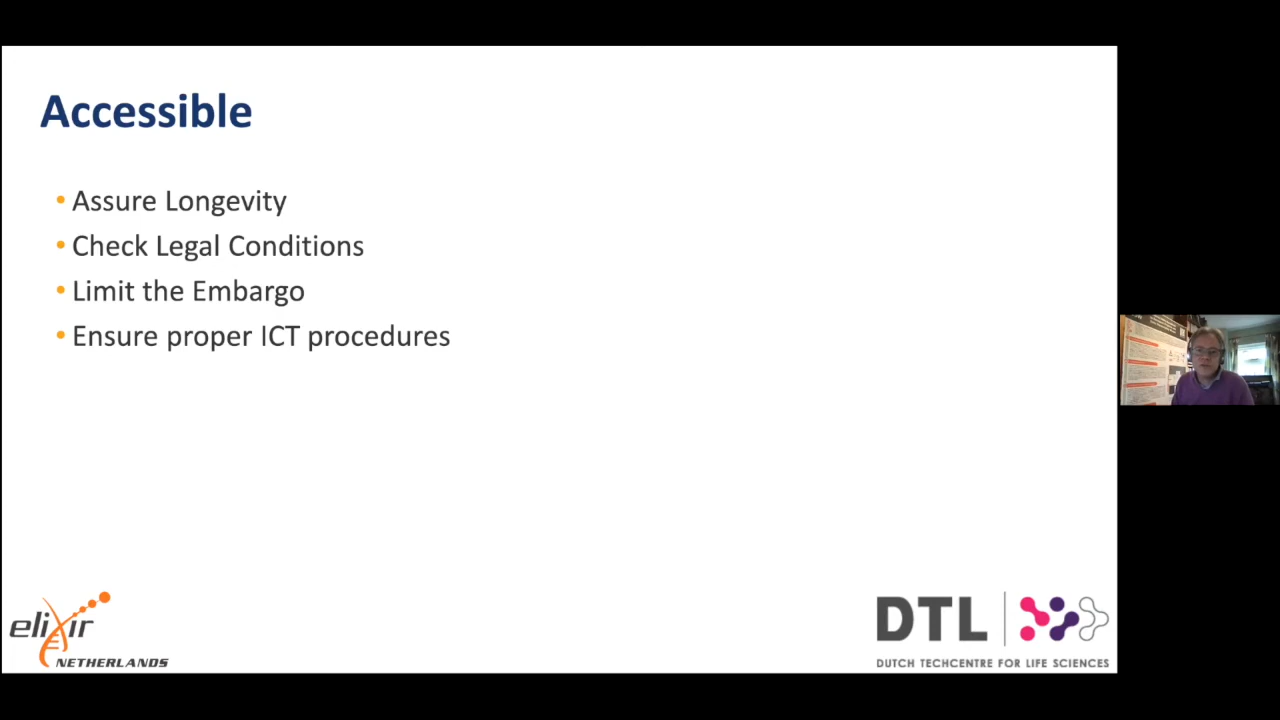 Accessible
• Assure Longevity
• Check Legal Conditions
• Limit the Embargo
• Ensure proper ICT procedures
elixir
NETHERLANDS
DTL
DUTCH TECHCENTRE FOR LIFE SCIENCES